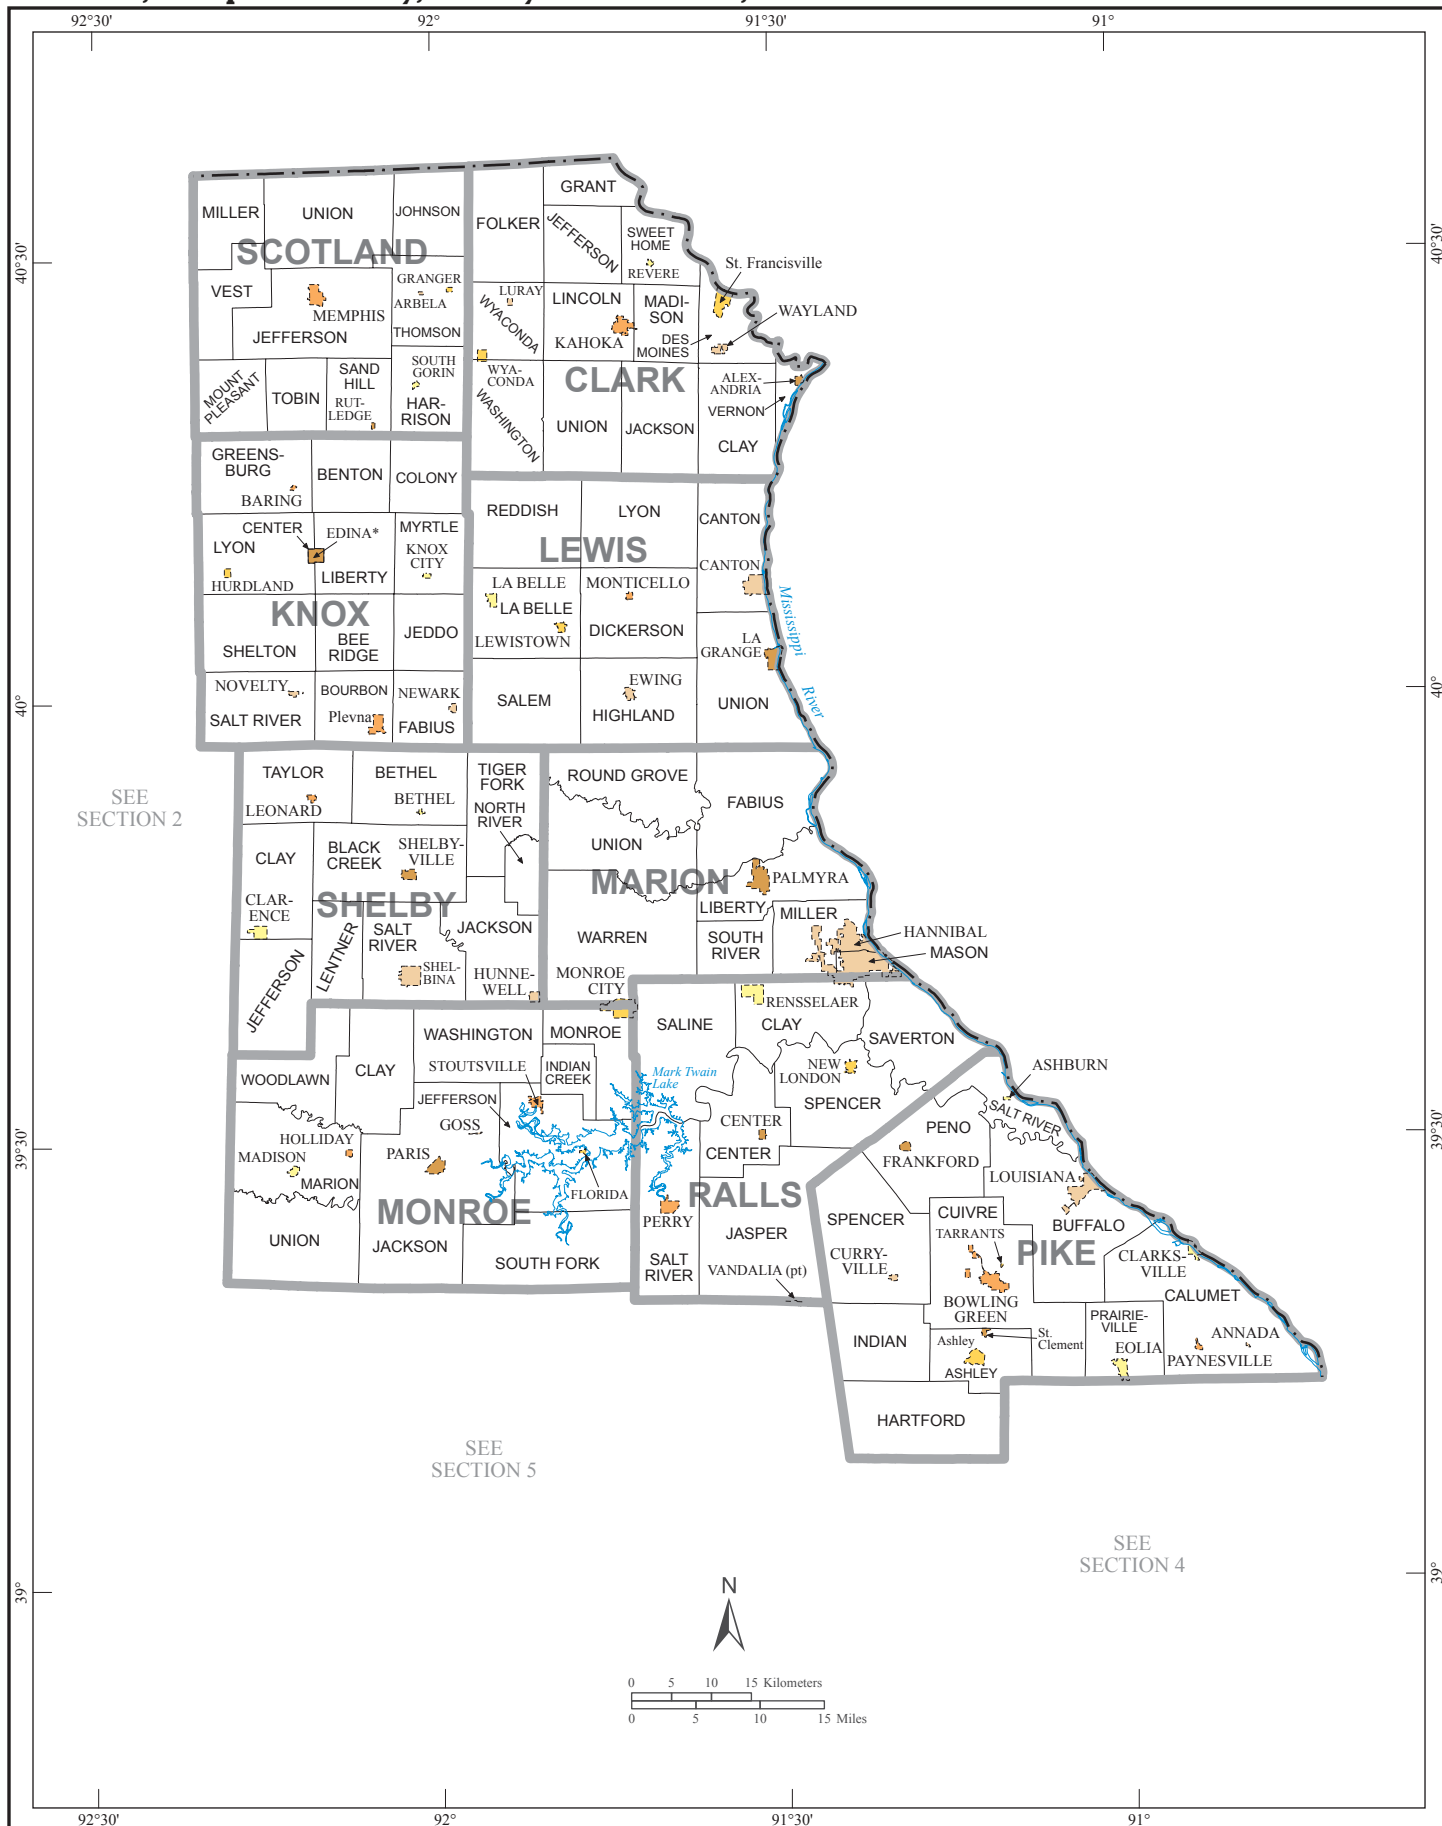 92°30'
92°
91°30'
91°
40°30'
40°
39°30'
39°
40°30'
40°
39°30'
39°
GRANT
MILLER
UNION
JOHNSON
FOLKER
JEFFERSON
SWEET
HOME
REVERE
SCOTLAND
St. Francisville
VEST
GRANGER
ARBELA
MEMPHIS
JEFFERSON
THOMSON
LURAY
WYACONDA
LINCOLN
KAHOKA
MADI-
SON
DES
MOINES
WAYLAND
MOUNT
PLEASANT
TOBIN
SAND
HILL
RUT-
LEDGE
SOUTH
GORIN
HAR-
RISON
WYA-
CONDA
WASHINGTON
CLARK
ALEX-
ANDRIA
VERNON
UNION
JACKSON
CLAY
GREENS-
BURG
BARING
BENTON
COLONY
REDDISH
LYON
CANTON
CENTER
LYON
EDINA*
MYRTLE
KNOX
CITY
HURDLAND
LIBERTY
LEWIS
CANTON
LA BELLE
LA BELLE
LEWISTOWN
MONTICELLO
DICKERSON
Mississippi
River
KNOX
SHELTON
BEE
RIDGE
JEDDO
LA
GRANGE
NOVELTY
SALT RIVER
BOURBON
Plevna
NEWARK
FABIUS
SALEM
EWING
HIGHLAND
UNION
SEE
SECTION 2
TAYLOR
LEONARD
BETHEL
BETHEL
TIGER
FORK
NORTH
RIVER
ROUND GROVE
FABIUS
CLAY
BLACK
CREEK
SHELBY-
VILLE
UNION
MARION
PALMYRA
CLAR-
ENCE
SHELBY
LIBERTY
MILLER
JEFFERSON
LENTNER
SALT
RIVER
SHEL-
BINA
JACKSON
HUNNE-
WELL
WARREN
SOUTH
RIVER
HANNIBAL
MASON
MONROE
CITY
RENSSELAER
WASHINGTON
MONROE
SALINE
CLAY
SAVERTON
WOODLAWN
CLAY
STOUTSVILLE
INDIAN
CREEK
Mark Twain
Lake
NEW
LONDON
SPENCER
ASHBURN
SALT RIVER
JEFFERSON
GOSS
CENTER
CENTER
PENO
FRANKFORD
HOLLIDAY
MADISON
MARION
PARIS
FLORIDA
LOUISIANA
MONROE
PERRY
RALLS
UNION
JACKSON
SOUTH FORK
SALT
RIVER
JASPER
VANDALIA (pt)
SPENCER
CURRY-
VILLE
CUIVRE
TARRANTS
BUFFALO
PIKE
CLARKS-
VILLE
BOWLING
GREEN
CALUMET
INDIAN
Ashley
ASHLEY
St.
Clement
PRAIRIE-
VILLE
EOLIA
ANNADA
PAYNESVILLE
HARTFORD
SEE
SECTION 5
SEE
SECTION 4
N
0 5 10 15 Kilometers
0 5 10 15 Miles
92°30'
92°
91°30'
91°